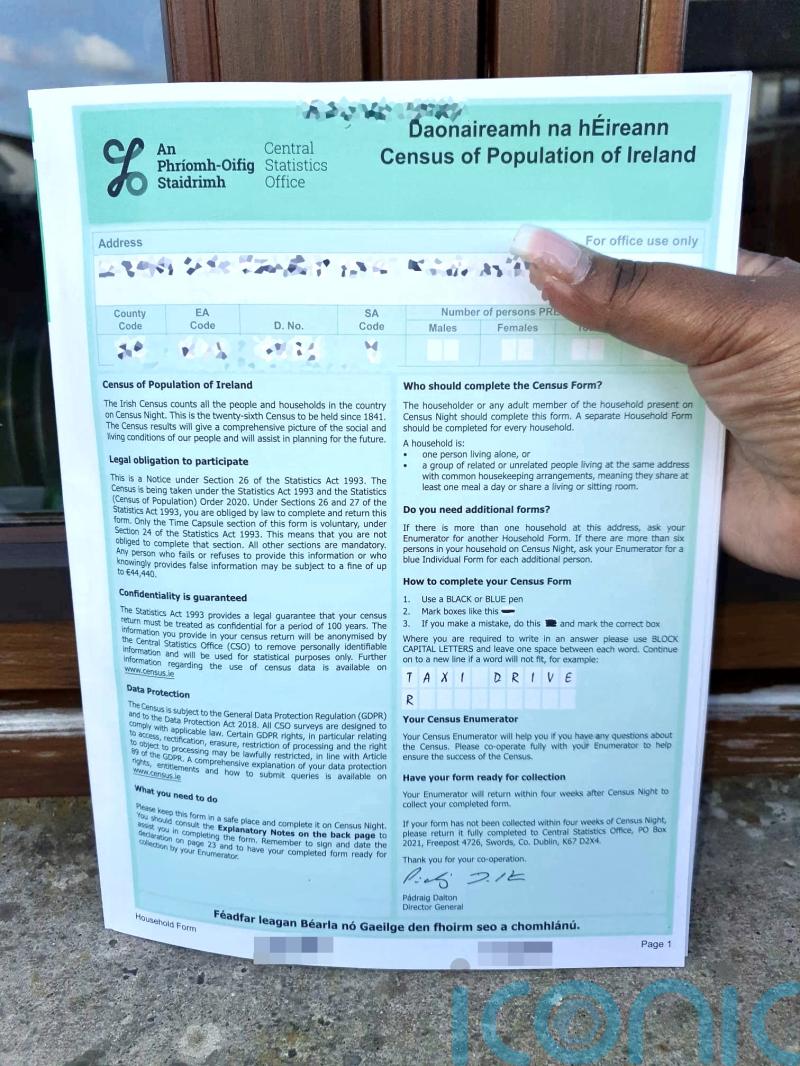 Daonaireamh na hÉireann
Census of Population of Ireland
An
Phríomh-Oifig
Staidrimh
Central
Statistics
Office
Address
For office use only
County
Code
EA
Code
D. No.
SA
Code
Number of persons PRE
Males
Females
Census of Population of Ireland
The Irish Census counts all the people and households in the country
on Census Night. This is the twenty-sixth Census to be held since 1841.
The Census results will give a comprehensive picture of the social and
living conditions of our people and will assist in planning for the future.
Legal obligation to participate
This is a Notice under Section 26 of the Statistics Act 1993. The
Census is being taken under the Statistics Act 1993 and the Statistics
(Census of Population) Order 2020. Under Sections 26 and 27 of the
Statistics Act 1993, you are obliged by law to complete and return this
form. Only the Time Capsule section of this form is voluntary, under
Section 24 of the Statistics Act 1993. This means that you are not
obliged to complete that section. All other sections are mandatory.
Any person who fails or refuses to provide this information or who
knowingly provides false information may be subject to a fine of up
to €44,440.
Confidentiality is guaranteed
The Statistics Act 1993 provides a legal guarantee that your census
return must be treated as confidential for a period of 100 years. The
information you provide in your census return will be anonymised by
the Central Statistics Office (CSO) to remove personally identifiable
information and will be used for statistical purposes only. Further
information regarding the use of census data is available on
www.census.ie
Data Protection
The Census is subject to the General Data Protection Regulation (GDPR)
and to the Data Protection Act 2018. All CSO surveys are designed to
comply with applicable law. Certain GDPR rights, in particular relating
to access, rectification, erasure, restriction of processing and the right
to object to processing may be lawfully restricted, in line with Article
89 of the GDPR. A comprehensive explanation of your data protection
rights, entitlements and how to submit queries is available on
www.census.ie
What you need to do
Please keep this form in a safe place and complete it on Census Night.
You should consult the Explanatory Notes on the back page to
assist you in completing the form. Remember to sign and date the
declaration on page 23 and to have your completed form ready for
collection by your Enumerator.
Who should complete the Census Form?
The householder or any adult member of the household present on
Census Night should complete this form. A separate Household Form
should be completed for every household.
A household is:
• one person living alone, or
• a group of related or unrelated people living at the same address
with common housekeeping arrangements, meaning they share at
least one meal a day or share a living or sitting room.
Do you need additional forms?
If there is more than one household at this address, ask your
Enumerator for another Household Form. If there are more than six
persons in your household on Census Night, ask your Enumerator for a
blue Individual Form for each additional person.
How to complete your Census Form
1. Use a BLACK or BLUE pen
2. Mark boxes like this
3. If you make a mistake, do this and mark the correct box
Where you are required to write in an answer please use BLOCK
CAPITAL LETTERS and leave one space between each word. Continue
on to a new line if a word will not fit, for example:
TAXI DRIVE
R
Your Census Enumerator
Your Census Enumerator will help you if you have any questions about
the Census. Please co-operate fully with your Enumerator to help
ensure the success of the Census.
Have your form ready for collection
Your Enumerator will return within four weeks after Census Night to
collect your completed form.
If your form has not been collected within four weeks of Census Night,
please return it fully completed to Central Statistics Office, PO Box
2021, Freepost 4726, Swords, Co. Dublin, K67 D2X4.
Thank you for your co-operation.
Pádraig Dalton
Director General
Féadfar leagan Béarla nó Gaeilge den fhoirm seo a chomhlánú.
Household Form
Page 1
iconic